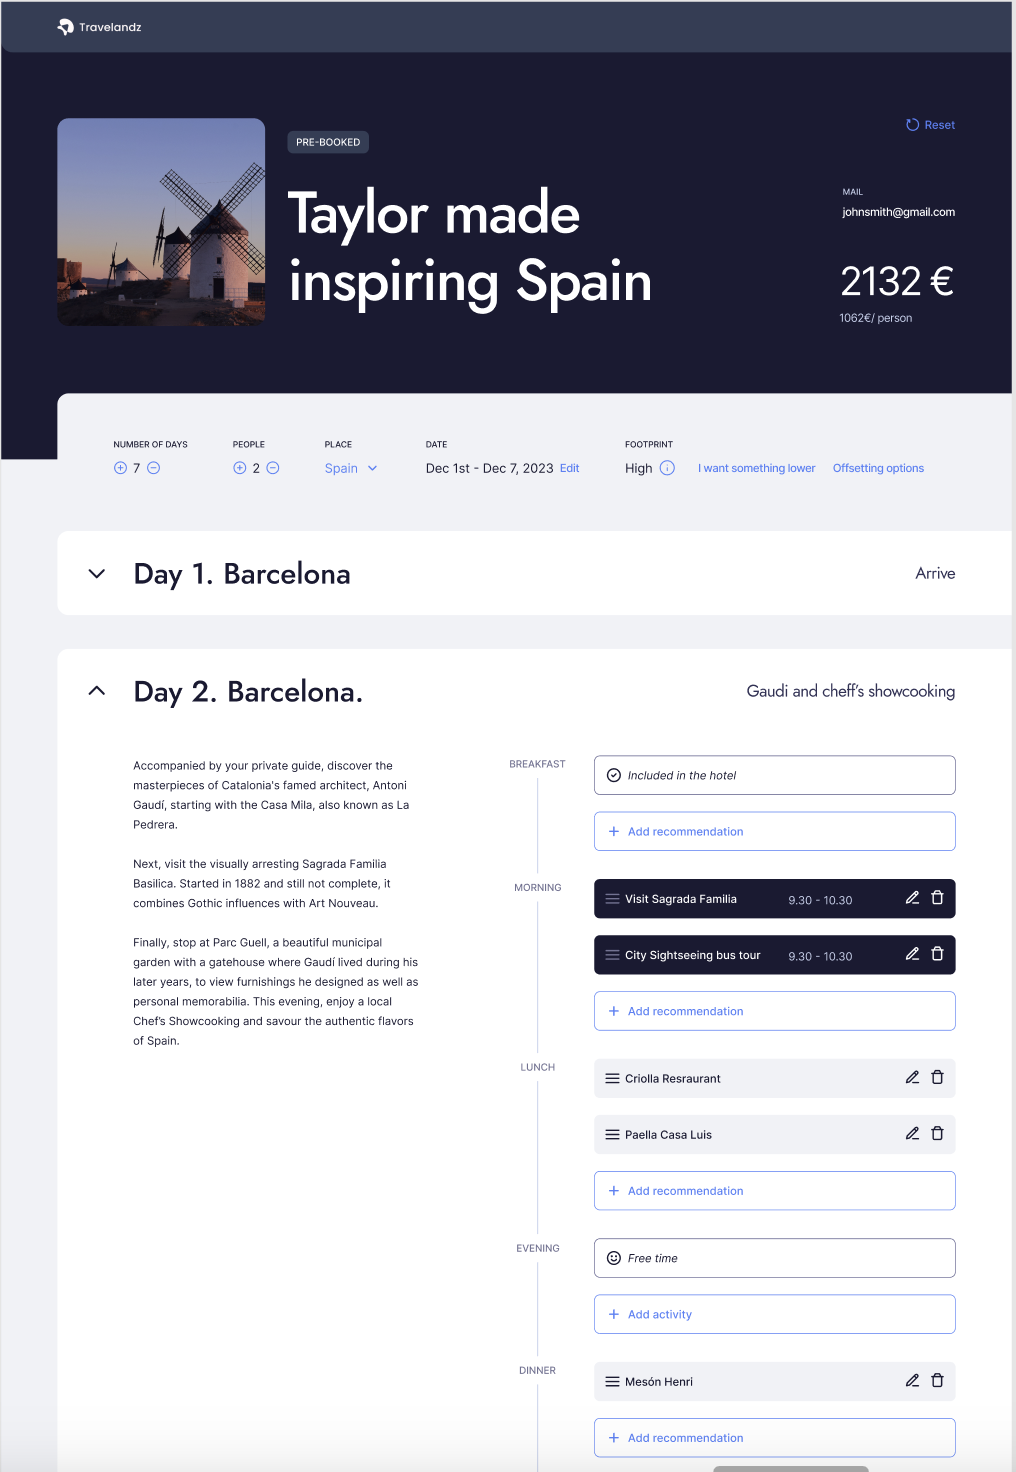 Travelandz
PRE-BOOKED
Reset
Taylor made
inspiring Spain
MAIL
johnsmith@gmail.com
2132 €
1062€/ person
NUMBER OF DAYS
7
PEOPLE
2
PLACE
Spain
DATE
Dec 1st - Dec 7, 2023 Edit
FOOTPRINT
High
I want something lower
Offsetting options
Day 1. Barcelona
Arrive
Day 2. Barcelona.
Gaudi and cheff's showcooking
Accompanied by your private guide, discover the
masterpieces of Catalonia's famed architect, Antoni
Gaudí, starting with the Casa Mila, also known as La
Pedrera.
Next, visit the visually arresting Sagrada Familia
Basilica. Started in 1882 and still not complete, it
combines Gothic influences with Art Nouveau.
Finally, stop at Parc Guell, a beautiful municipal
garden with a gatehouse where Gaudí lived during his
later years, to view furnishings he designed as well as
personal memorabilia. This evening, enjoy a local
Chef's Showcooking and savour the authentic flavors
of Spain.
BREAKFAST
Included in the hotel
+ Add recommendation
MORNING
Visit Sagrada Familia 9.30 - 10.30
City Sightseeing bus tour 9.30 - 10.30
+ Add recommendation
LUNCH
Criolla Resraurant
Paella Casa Luis
+ Add recommendation
EVENING
Free time
+ Add activity
DINNER
Mesón Henri
+ Add recommendation